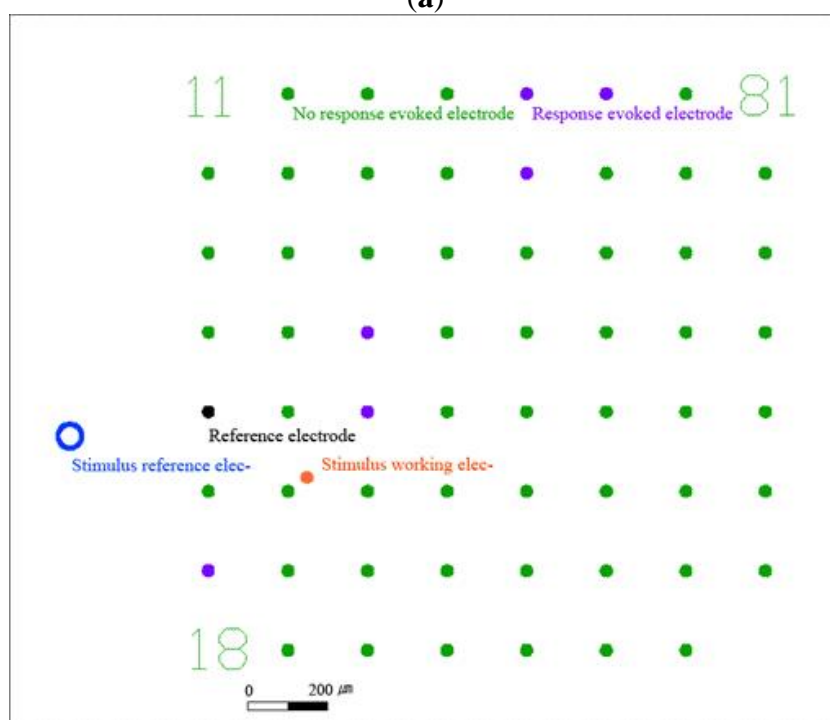 (a)
11 81
No response evoked electrode Response evoked electrode
Reference electrode
Stimulus reference elec- Stimulus working elec-
18
0 200 ㎛